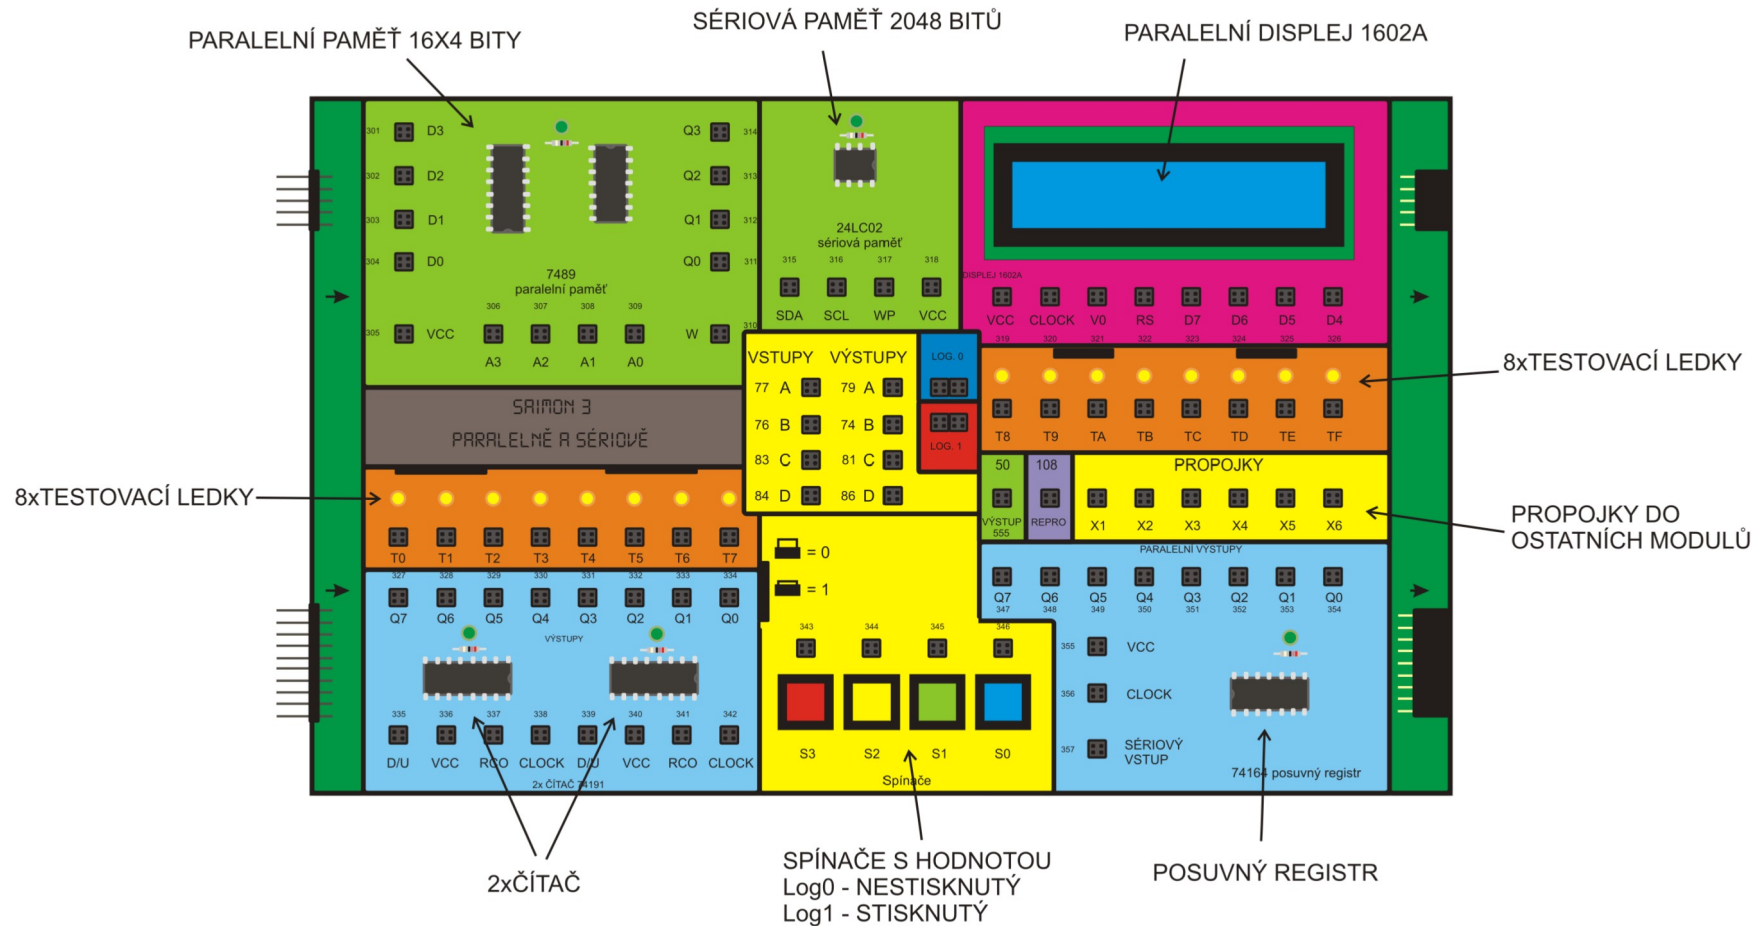 PARALELNÍ PAMĚŤ 16X4 BITY
SÉRIOVÁ PAMĚŤ 2048 BITŮ
PARALELNÍ DISPLEJ 1602A
301 D3
302 D2
303 D1
304 D0
305 VCC
Q3 314
Q2 313
Q1 312
Q0 311
W 310
7489
paralelní paměť
306 307 308 309
A3 A2 A1 A0
24LC02
sériová paměť
315 316 317 318
SDA SCL WP VCC
DISPLEJ 1602A
VCC CLOCK V0 RS D7 D6 D5 D4
319 320 321 322 323 324 325 326
8xTESTOVACÍ LEDKY
T8 T9 TA TB TC TD TE TF
SAIMON 3
PARALELNĚ A SÉRIOVĚ
VSTUPY VÝSTUPY
77 A 79 A
76 B 74 B
83 C 81 C
84 D 86 D
LOG. 0
LOG. 1
50
VÝSTUP
555
108
REPRO
PROPOJKY
X1 X2 X3 X4 X5 X6
PROPOJKY DO
OSTATNÍCH MODULŮ
8xTESTOVACÍ LEDKY
T0 T1 T2 T3 T4 T5 T6 T7
327 328 329 330 331 332 333 334
Q7 Q6 Q5 Q4 Q3 Q2 Q1 Q0
VÝSTUPY
335 336 337 338 339 340 341 342
D/U VCC RCO CLOCK D/U VCC RCO CLOCK
2x ČÍTAČ 74191
= 0
= 1
343 344 345 346
S3 S2 S1 S0
Spínače
PARALELNÍ VÝSTUPY
Q7 Q6 Q5 Q4 Q3 Q2 Q1 Q0
347 348 349 350 351 352 353 354
355 VCC
356 CLOCK
357 SÉRIOVÝ
VSTUP
74164 posuvný registr
2xČÍTAČ
SPÍNAČE S HODNOTOU
Log0 - NESTISKNUTÝ
Log1 - STISKNUTÝ
POSUVNÝ REGISTR